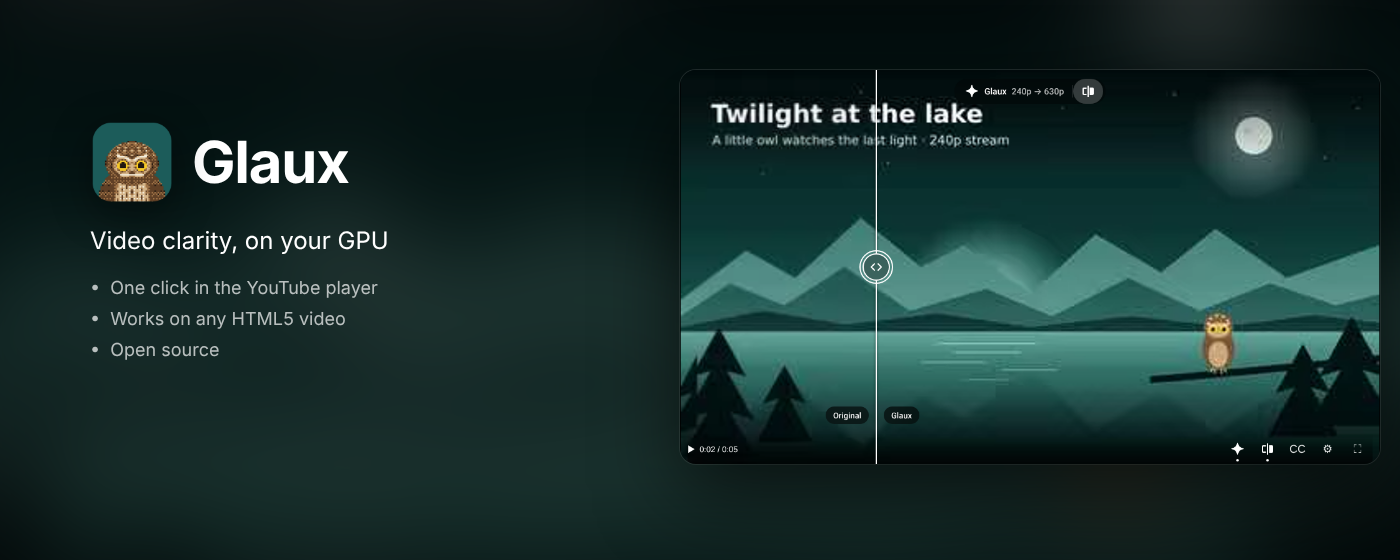 Glaux
Video clarity, on your GPU
• One click in the YouTube player
• Works on any HTML5 video
• Open source
Glaux 240p → 630p
Twilight at the lake
A little owl watches the last light · 240p stream
Original
Glaux
0:02 / 0:05
CC